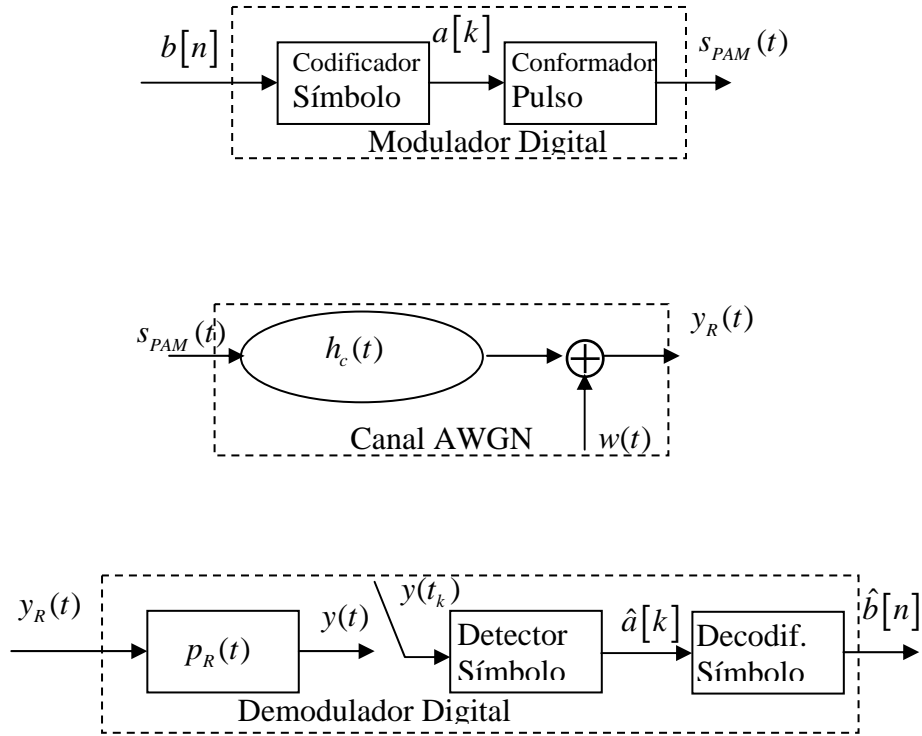 b[n]
Codificador
Símbolo
a[k]
Conformador
Pulso
s_PAM(t)
Modulador Digital
s_PAM(t)
h_c(t)
y_R(t)
w(t)
Canal AWGN
y_R(t)
p_R(t)
y(t)
y(t_k)
Detector
Símbolo
â[k]
Decodif.
Símbolo
b̂[n]
Demodulador Digital